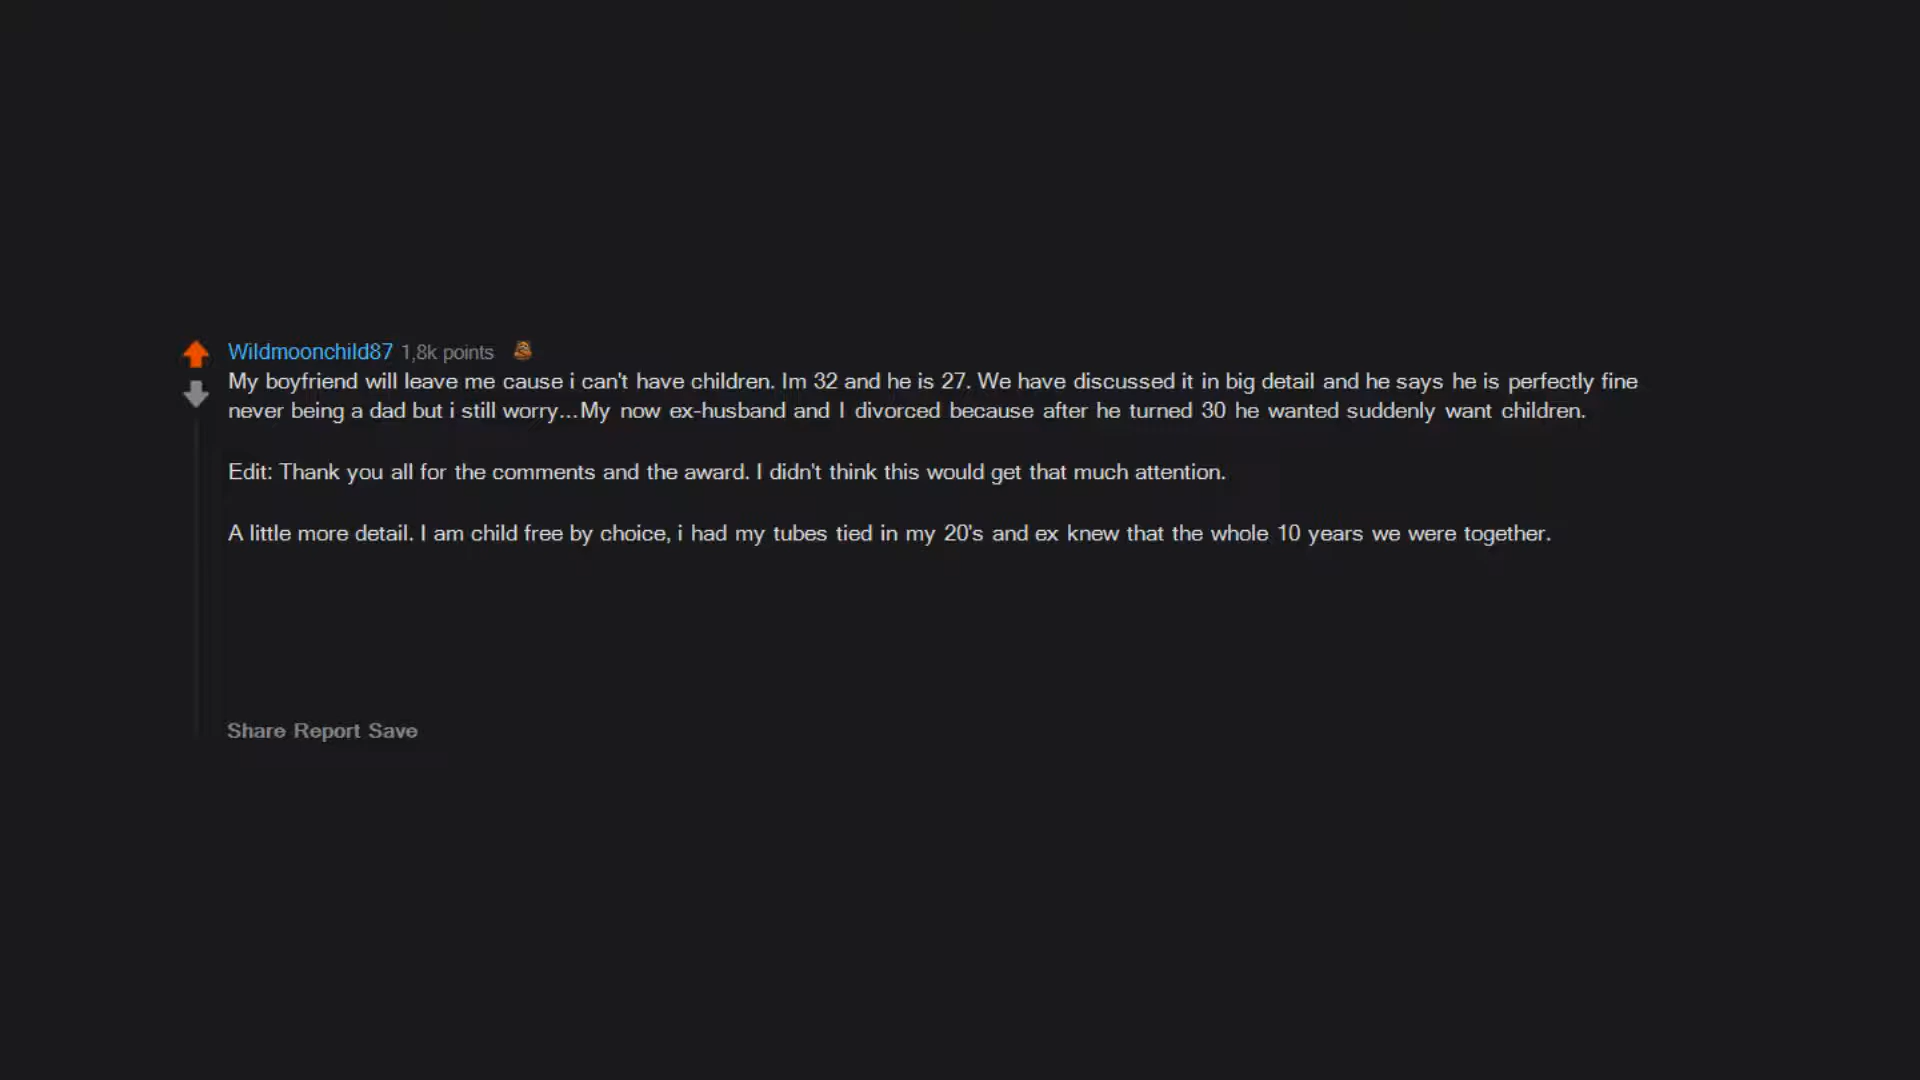 Wildmoonchild87 1,8k points
My boyfriend will leave me cause i can't have children. Im 32 and he is 27. We have discussed it in big detail and he says he is perfectly fine
never being a dad but i still worry...My now ex-husband and I divorced because after he turned 30 he wanted suddenly want children.
Edit: Thank you all for the comments and the award. I didn't think this would get that much attention.
A little more detail. I am child free by choice, i had my tubes tied in my 20's and ex knew that the whole 10 years we were together.
Share Report Save